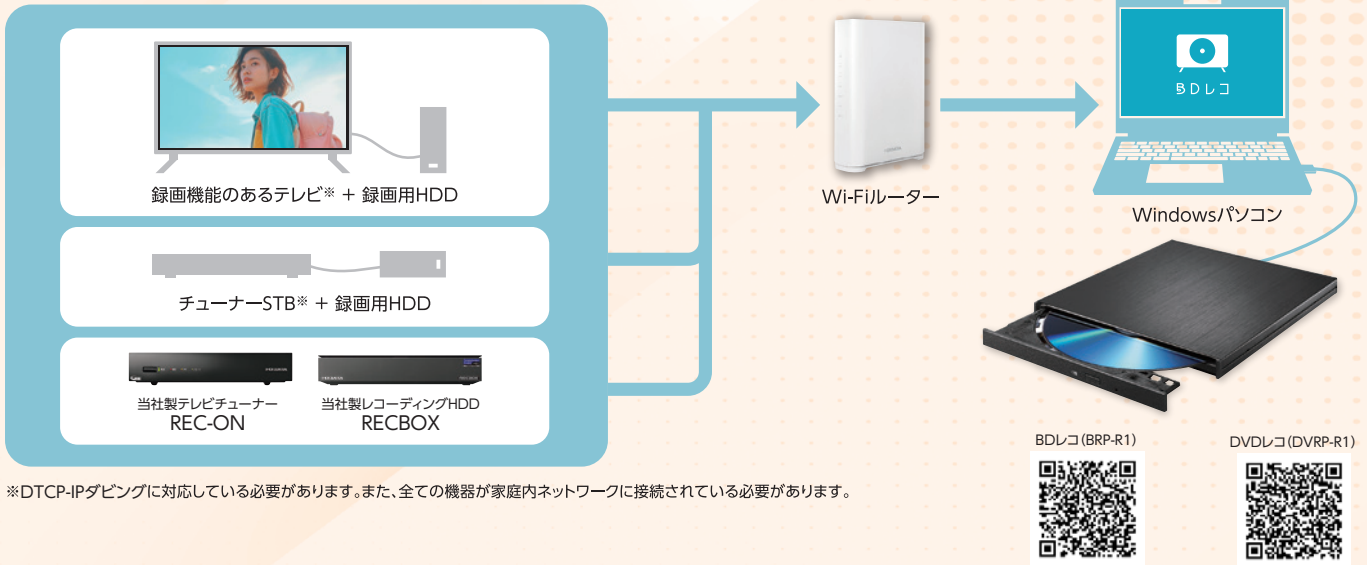 BDレコ
録画機能のあるテレビ※ + 録画用HDD
Wi-Fiルーター
Windowsパソコン
チューナーSTB※ + 録画用HDD
当社製テレビチューナー
REC-ON
当社製レコーディングHDD
RECBOX
BDレコ(BRP-R1)
DVDレコ(DVRP-R1)
※DTCP-IPダビングに対応している必要があります。また、全ての機器が家庭内ネットワークに接続されている必要があります。